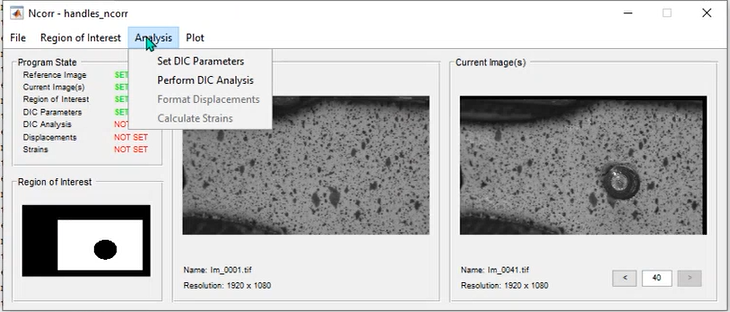 Ncorr - handles_ncorr
File Region of Interest Analysis Plot
Set DIC Parameters
Perform DIC Analysis
Format Displacements
Calculate Strains
Program State
Reference Image SET
Current Image(s) SET
Region of Interest SET
DIC Parameters SET
DIC Analysis NOT
Displacements NOT SET
Strains NOT SET
Region of Interest
Name: Im_0001.tif
Resolution: 1920 x 1080
Current Image(s)
Name: Im_0041.tif
Resolution: 1920 x 1080
< 40 >